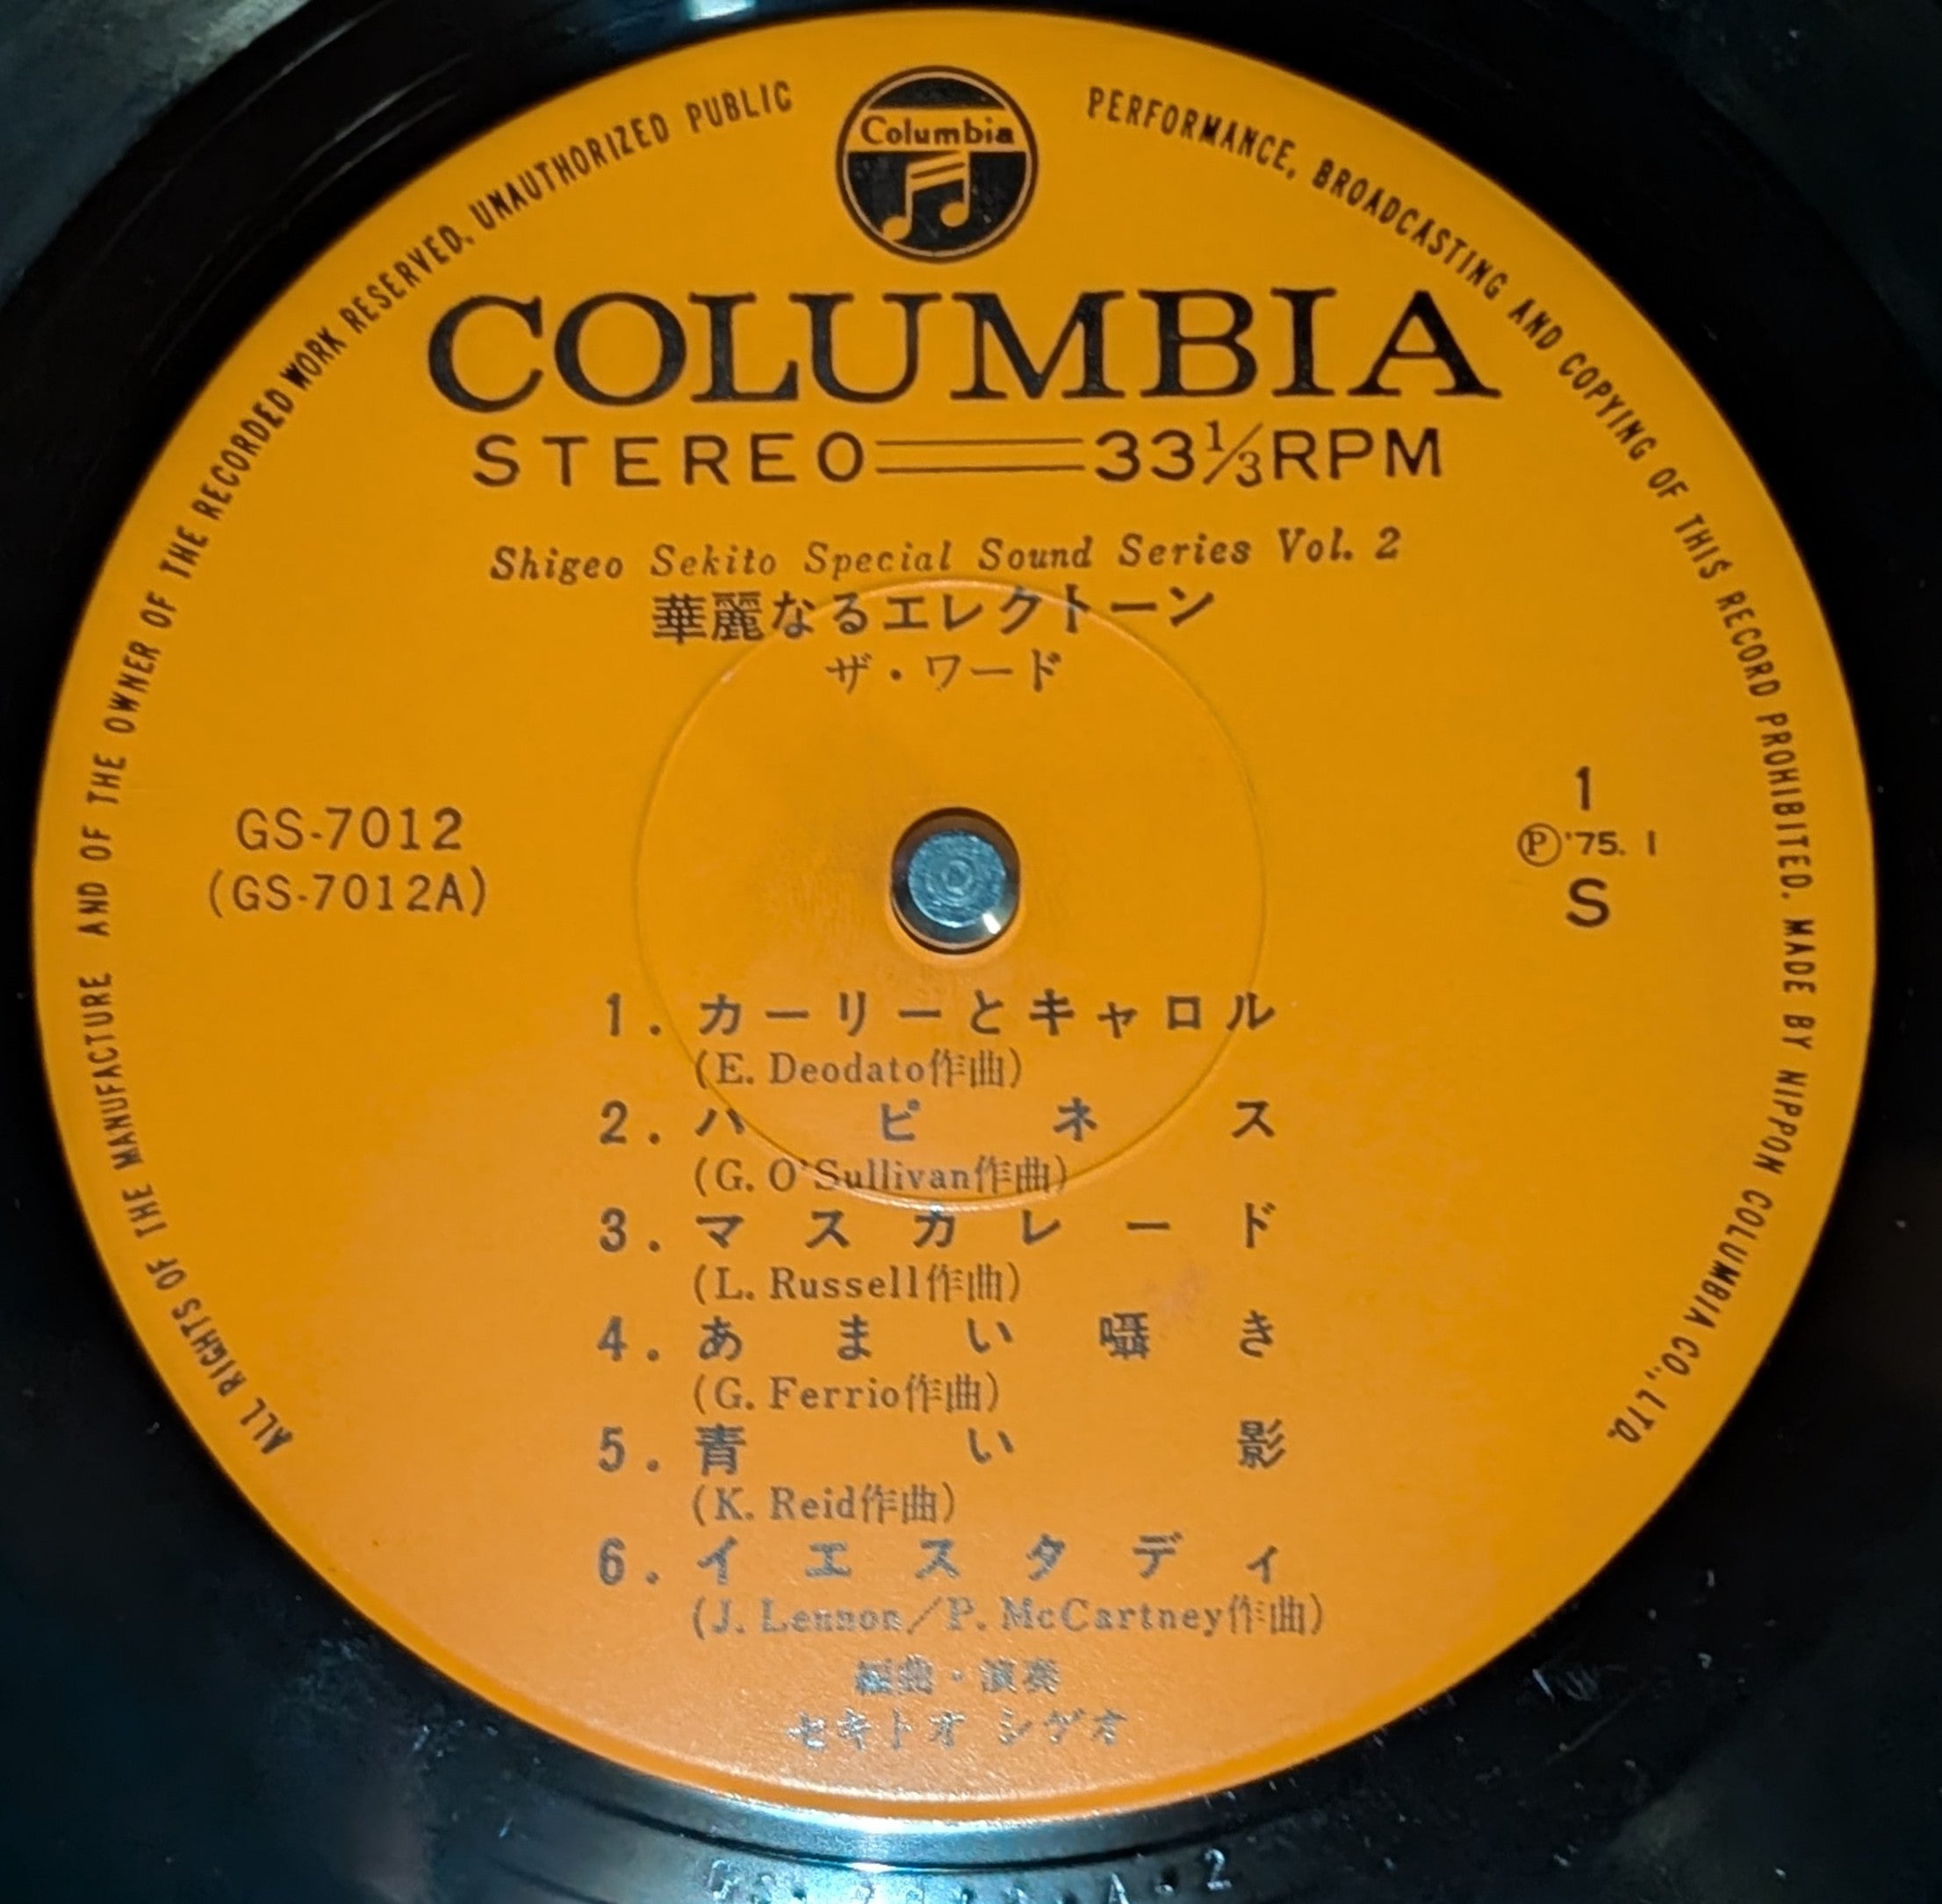 Columbia
ALL RIGHTS OF THE MANUFACTURE AND OF THE OWNER OF THE RECORDED WORK RESERVED. UNAUTHORIZED PUBLIC PERFORMANCE, BROADCASTING AND COPYING OF THIS RECORD PROHIBITED. MADE BY NIPPON COLUMBIA CO., LTD.
COLUMBIA
STEREO 33⅓RPM
Shigeo Sekito Special Sound Series Vol. 2
華麗なるエレクトーン
ザ・ワード
GS-7012
(GS-7012A)
1
Ⓟ'75. 1
S
1. カーリーとキャロル
(E. Deodato作曲)
2. ハピネス
(G. O'Sullivan作曲)
3. マスカレード
(L. Russell作曲)
4. あまい囁き
(G. Ferrio作曲)
5. 青い影
(K. Reid作曲)
6. イエスタディ
(J. Lennon/P. McCartney作曲)
編曲・演奏
セキトオ シゲオ